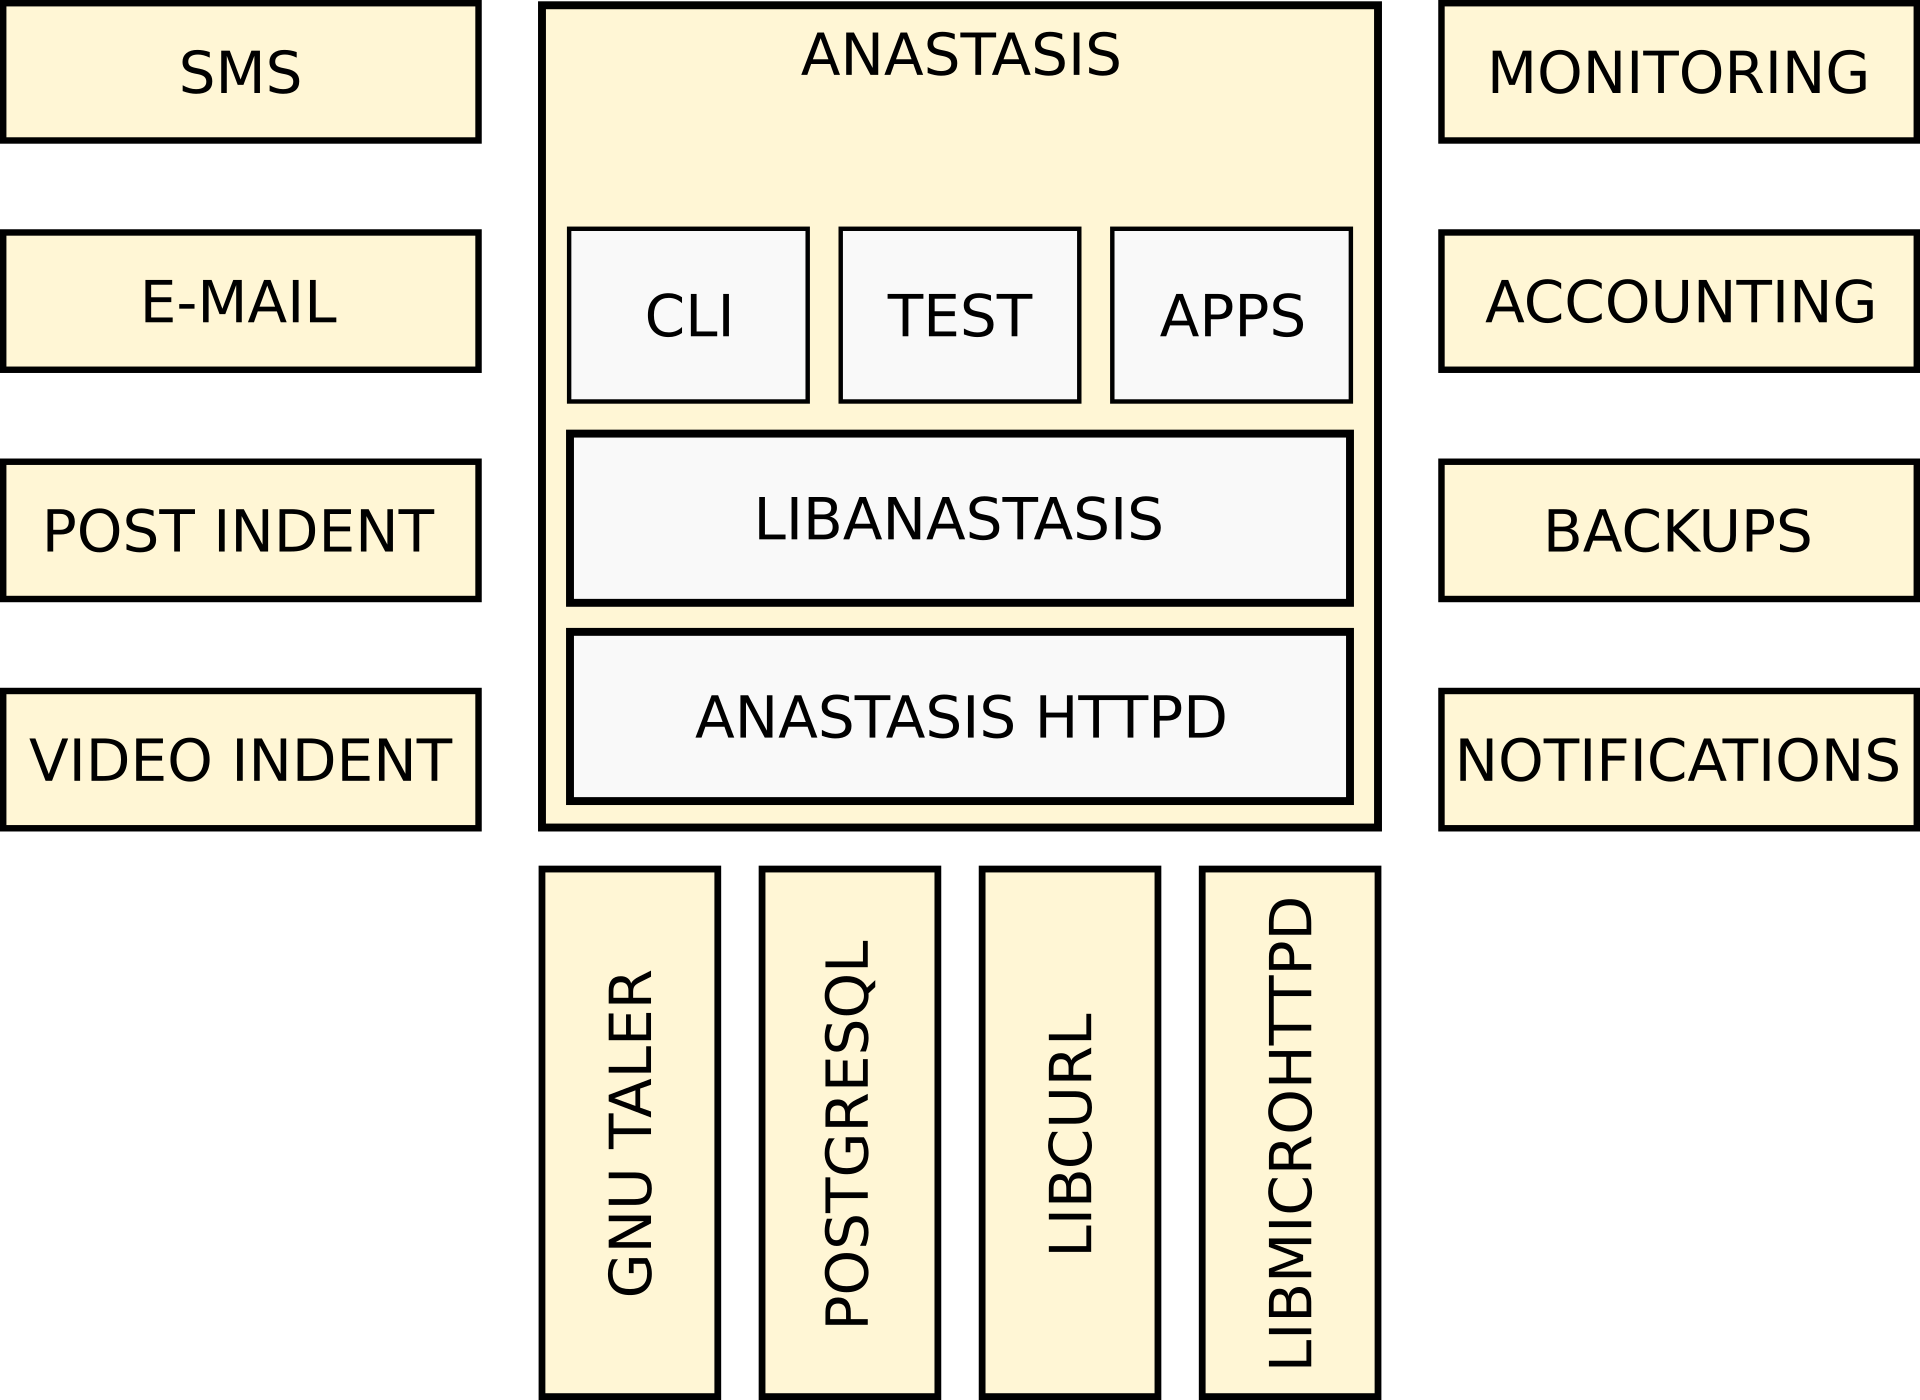 SMS
E-MAIL
POST INDENT
VIDEO INDENT
ANASTASIS
CLI
TEST
APPS
LIBANASTASIS
ANASTASIS HTTPD
MONITORING
ACCOUNTING
BACKUPS
NOTIFICATIONS
GNU TALER
POSTGRESQL
LIBCURL
LIBMICROHTTPD